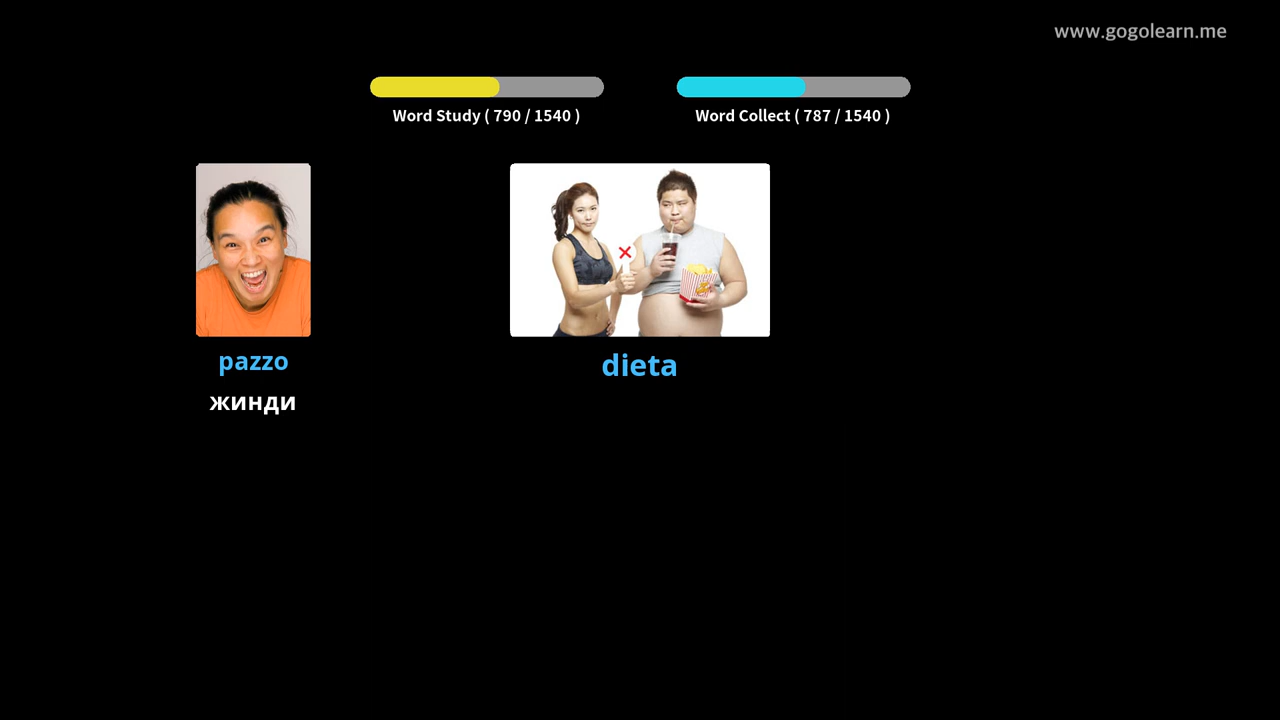 www.gogolearn.me
Word Study ( 790 / 1540 )
Word Collect ( 787 / 1540 )
pazzo
dieta
жинди